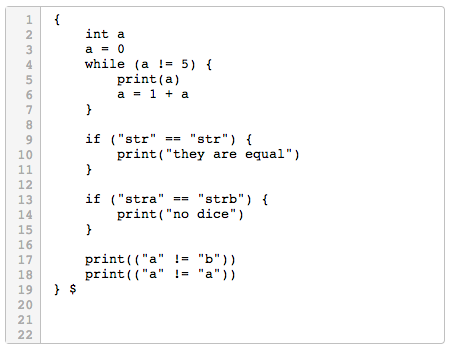 1 {
2     int a
3     a = 0
4     while (a != 5) {
5         print(a)
6         a = 1 + a
7     }
8
9     if ("str" == "str") {
10         print("they are equal")
11     }
12
13     if ("stra" == "strb") {
14         print("no dice")
15     }
16
17     print(("a" != "b"))
18     print(("a" != "a"))
19 } $
20
21
22